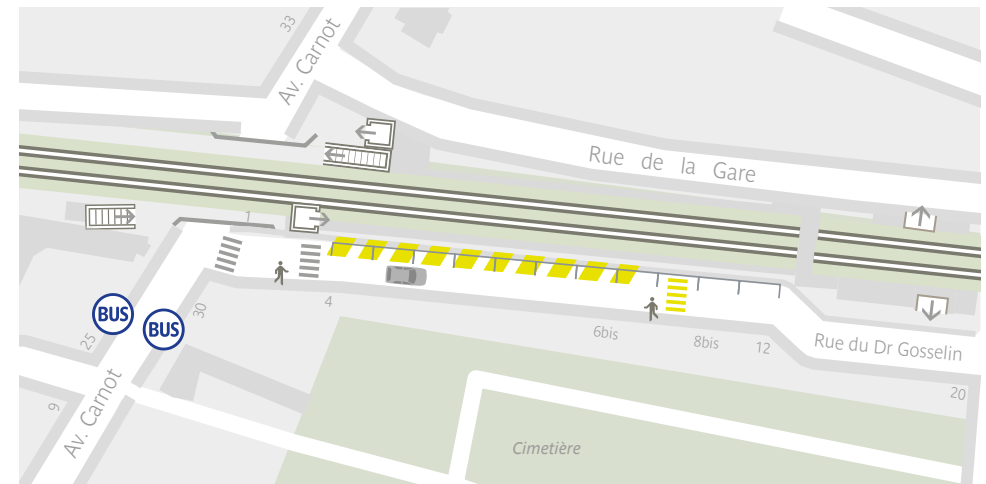 33
Av. Carnot
Rue de la Gare
1
BUS
BUS
30
25
4
6bis
8bis
12
Rue du Dr Gosselin
20
9
Av. Carnot
Cimetière